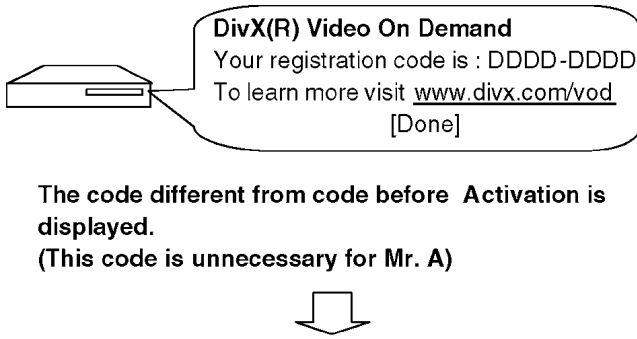 DivX(R) Video On Demand
Your registration code is : DDDD-DDDD
To learn more visit www.divx.com/vod
[Done]
The code different from code before Activation is
displayed.
(This code is unnecessary for Mr. A)